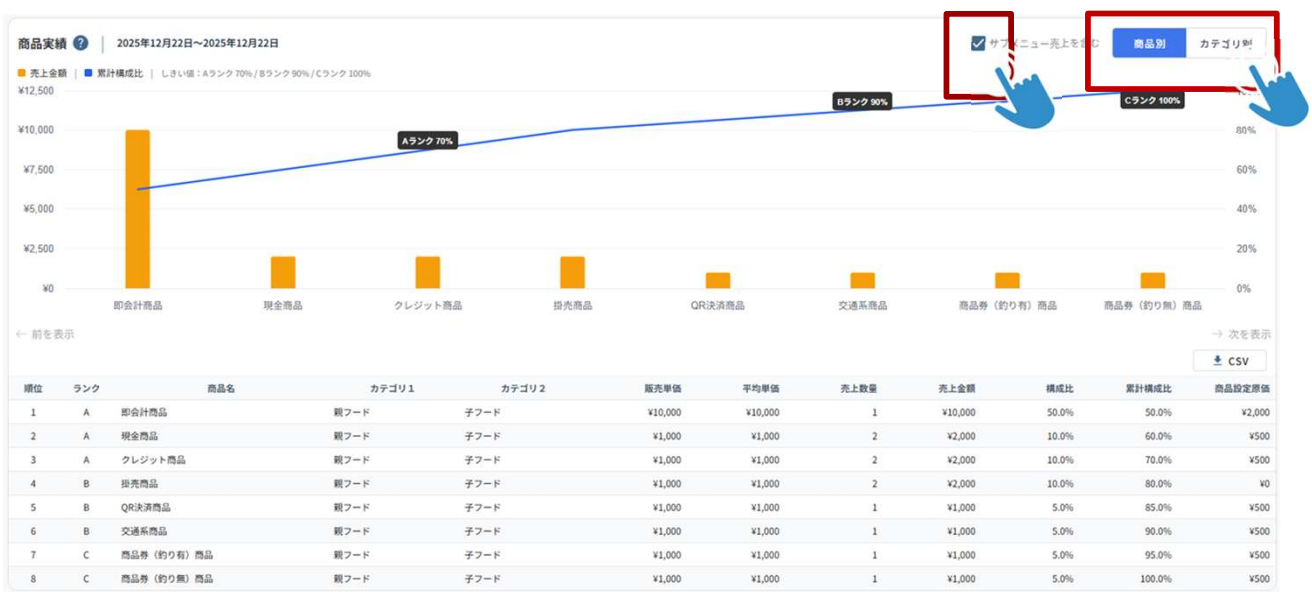 商品実績 ? | 2025年12月22日～2025年12月22日 サブメニュー売上を含む 商品別 カテゴリ別
売上金額 | 累計構成比 | しきい値：Aランク 70% / Bランク 90% / Cランク 100%
¥12,500
Bランク 90% Cランク 100%
¥10,000 80%
Aランク 70%
¥7,500 60%
¥5,000 40%
¥2,500 20%
¥0 0%
即会計商品 現金商品 クレジット商品 掛売商品 QR決済商品 交通系商品 商品券（釣り有）商品 商品券（釣り無）商品
← 前を表示 → 次を表示
CSV
順位 ランク 商品名 カテゴリ１ カテゴリ２ 販売単価 平均単価 売上数量 売上金額 構成比 累計構成比 商品設定原価
1 A 即会計商品 親フード 子フード ¥10,000 ¥10,000 1 ¥10,000 50.0% 50.0% ¥2,000
2 A 現金商品 親フード 子フード ¥1,000 ¥1,000 2 ¥2,000 10.0% 60.0% ¥500
3 A クレジット商品 親フード 子フード ¥1,000 ¥1,000 2 ¥2,000 10.0% 70.0% ¥500
4 B 掛売商品 親フード 子フード ¥1,000 ¥1,000 2 ¥2,000 10.0% 80.0% ¥0
5 B QR決済商品 親フード 子フード ¥1,000 ¥1,000 1 ¥1,000 5.0% 85.0% ¥500
6 B 交通系商品 親フード 子フード ¥1,000 ¥1,000 1 ¥1,000 5.0% 90.0% ¥500
7 C 商品券（釣り有）商品 親フード 子フード ¥1,000 ¥1,000 1 ¥1,000 5.0% 95.0% ¥500
8 C 商品券（釣り無）商品 親フード 子フード ¥1,000 ¥1,000 1 ¥1,000 5.0% 100.0% ¥500